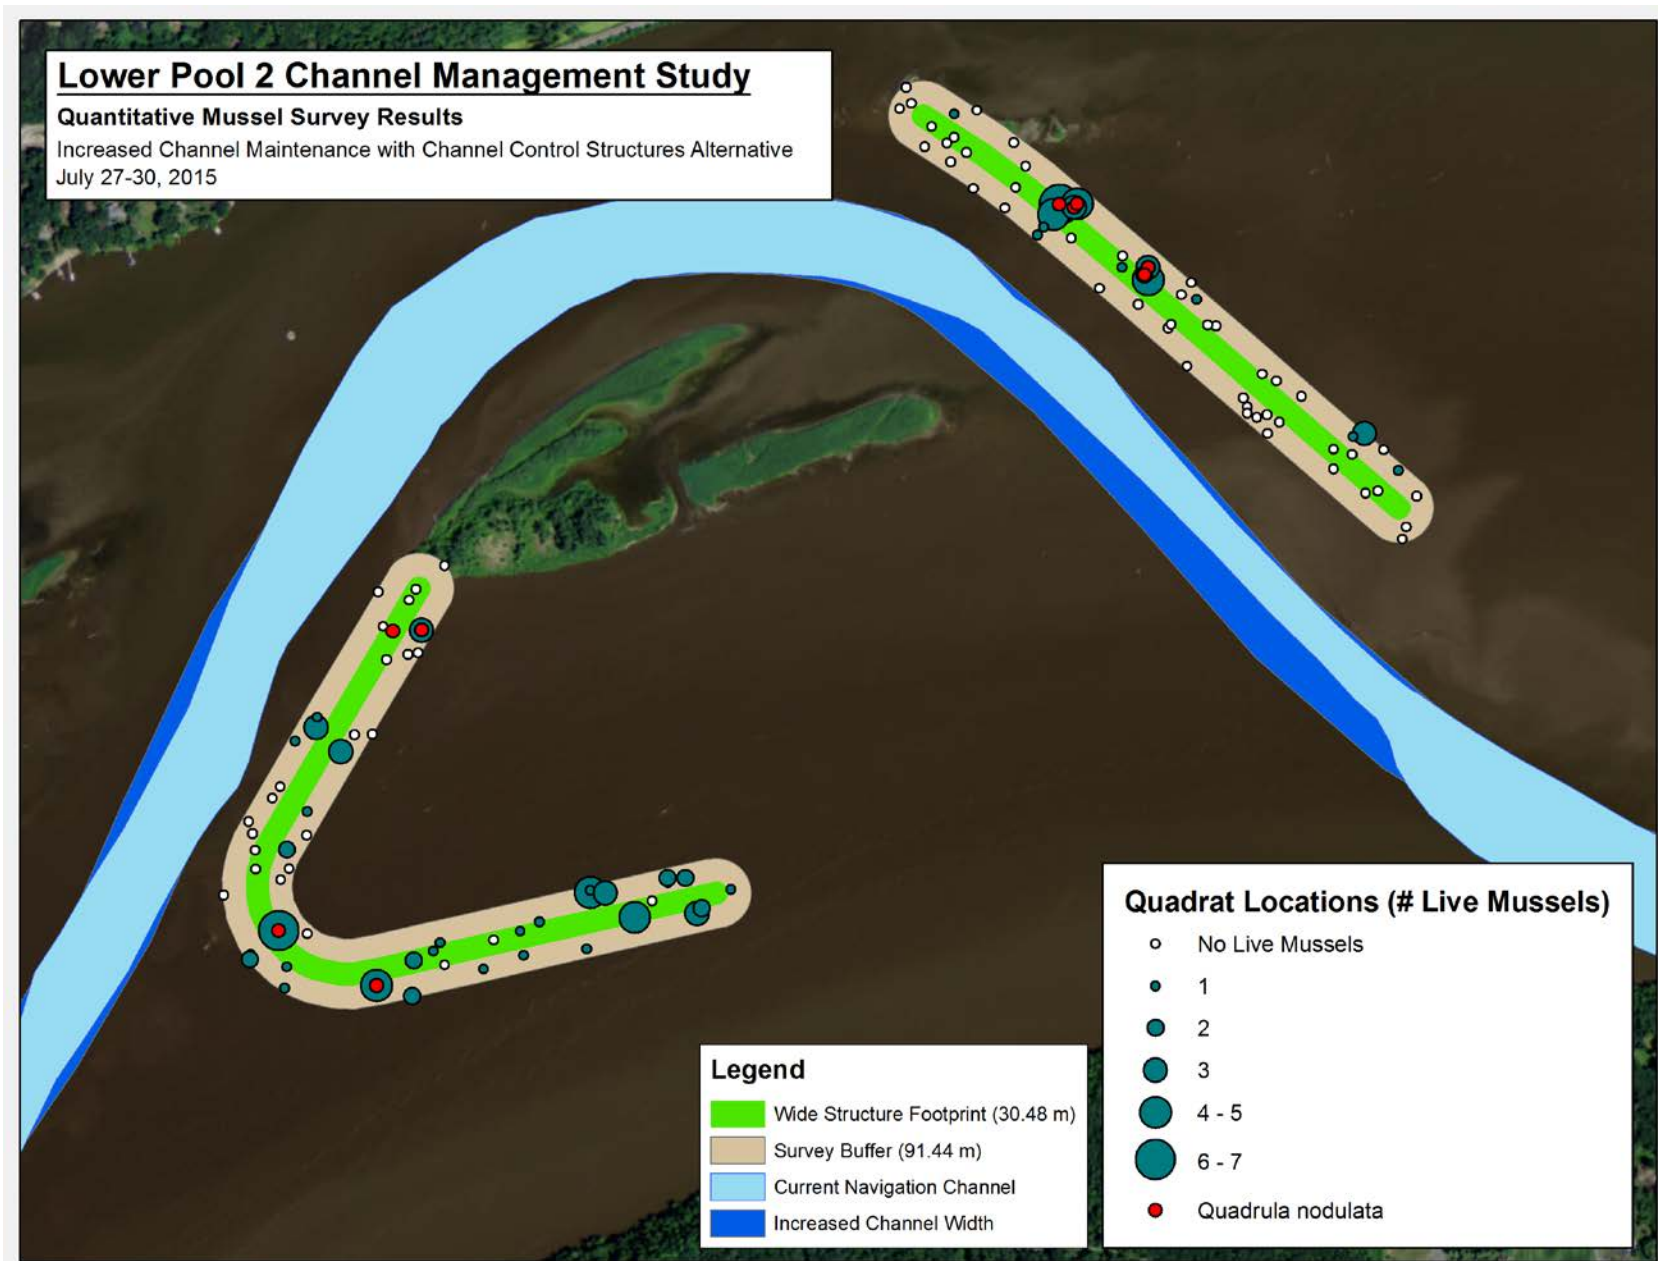 Lower Pool 2 Channel Management Study
Quantitative Mussel Survey Results
Increased Channel Maintenance with Channel Control Structures Alternative
July 27-30, 2015
Legend
Wide Structure Footprint (30.48 m)
Survey Buffer (91.44 m)
Current Navigation Channel
Increased Channel Width
Quadrat Locations (# Live Mussels)
No Live Mussels
1
2
3
4 - 5
6 - 7
Quadrula nodulata